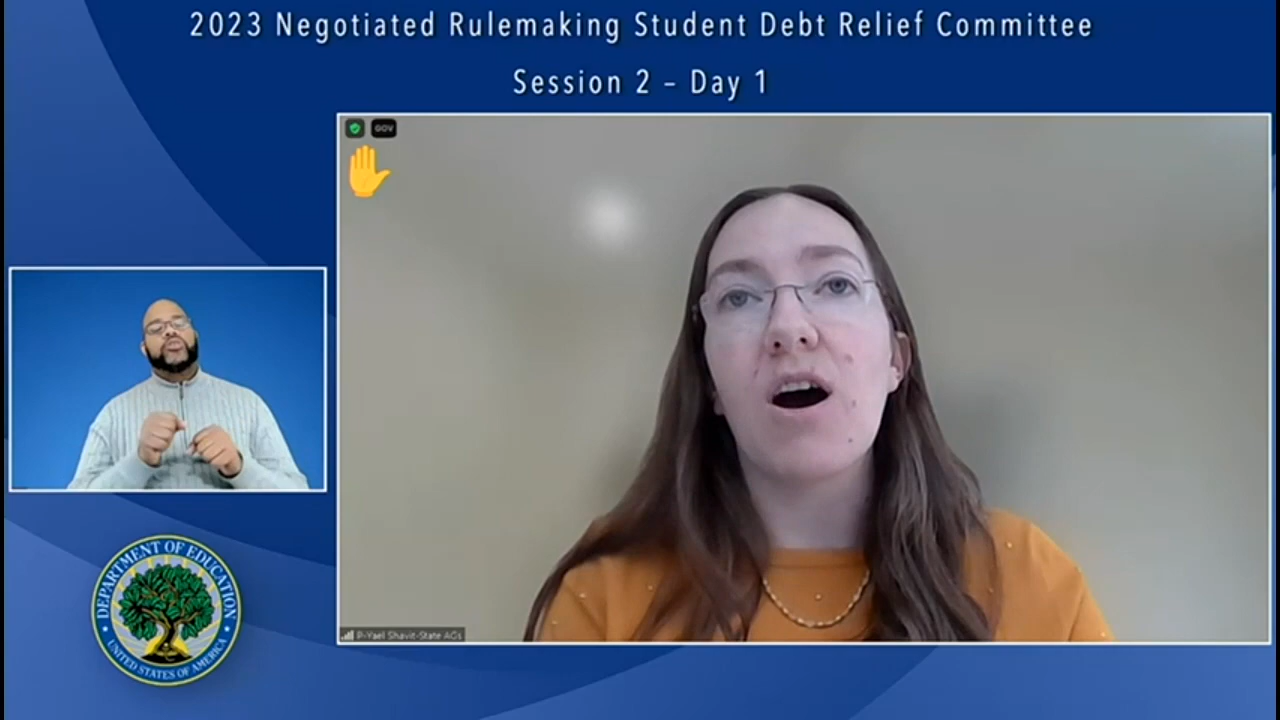 2023 Negotiated Rulemaking Student Debt Relief Committee
Session 2 – Day 1
GOV
P-Yael Shavit-State AGs
DEPARTMENT OF EDUCATION
UNITED STATES OF AMERICA